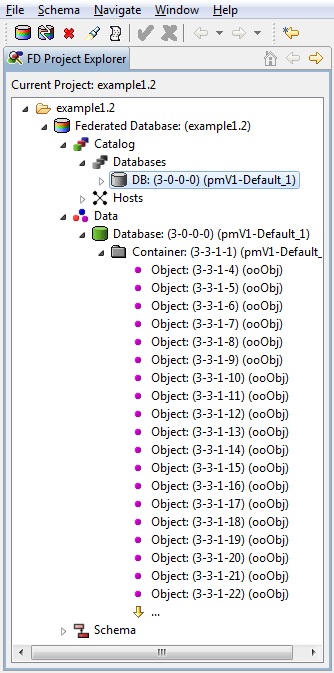 File Schema Navigate Window Help
FD Project Explorer
Current Project: example1.2
example1.2
Federated Database: (example1.2)
Catalog
Databases
DB: (3-0-0-0) (pmV1-Default_1)
Hosts
Data
Database: (3-0-0-0) (pmV1-Default_1)
Container: (3-3-1-1) (pmV1-Default_
Object: (3-3-1-4) (ooObj)
Object: (3-3-1-5) (ooObj)
Object: (3-3-1-6) (ooObj)
Object: (3-3-1-7) (ooObj)
Object: (3-3-1-8) (ooObj)
Object: (3-3-1-9) (ooObj)
Object: (3-3-1-10) (ooObj)
Object: (3-3-1-11) (ooObj)
Object: (3-3-1-12) (ooObj)
Object: (3-3-1-13) (ooObj)
Object: (3-3-1-14) (ooObj)
Object: (3-3-1-15) (ooObj)
Object: (3-3-1-16) (ooObj)
Object: (3-3-1-17) (ooObj)
Object: (3-3-1-18) (ooObj)
Object: (3-3-1-19) (ooObj)
Object: (3-3-1-20) (ooObj)
Object: (3-3-1-21) (ooObj)
Object: (3-3-1-22) (ooObj)
...
Schema